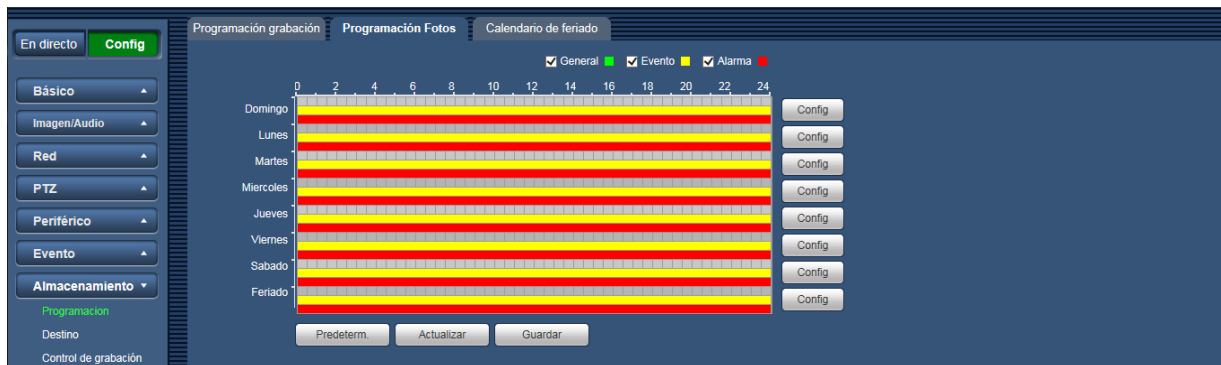 Programación grabación Programación Fotos Calendario de feriado
En directo Config
General Evento Alarma
Básico
Imagen/Audio
Red
PTZ
Periférico
Evento
Almacenamiento
Programacion
Destino
Control de grabación
0 2 4 6 8 10 12 14 16 18 20 22 24
Domingo Config
Lunes Config
Martes Config
Miercoles Config
Jueves Config
Viernes Config
Sabado Config
Feriado Config
Predeterm. Actualizar Guardar